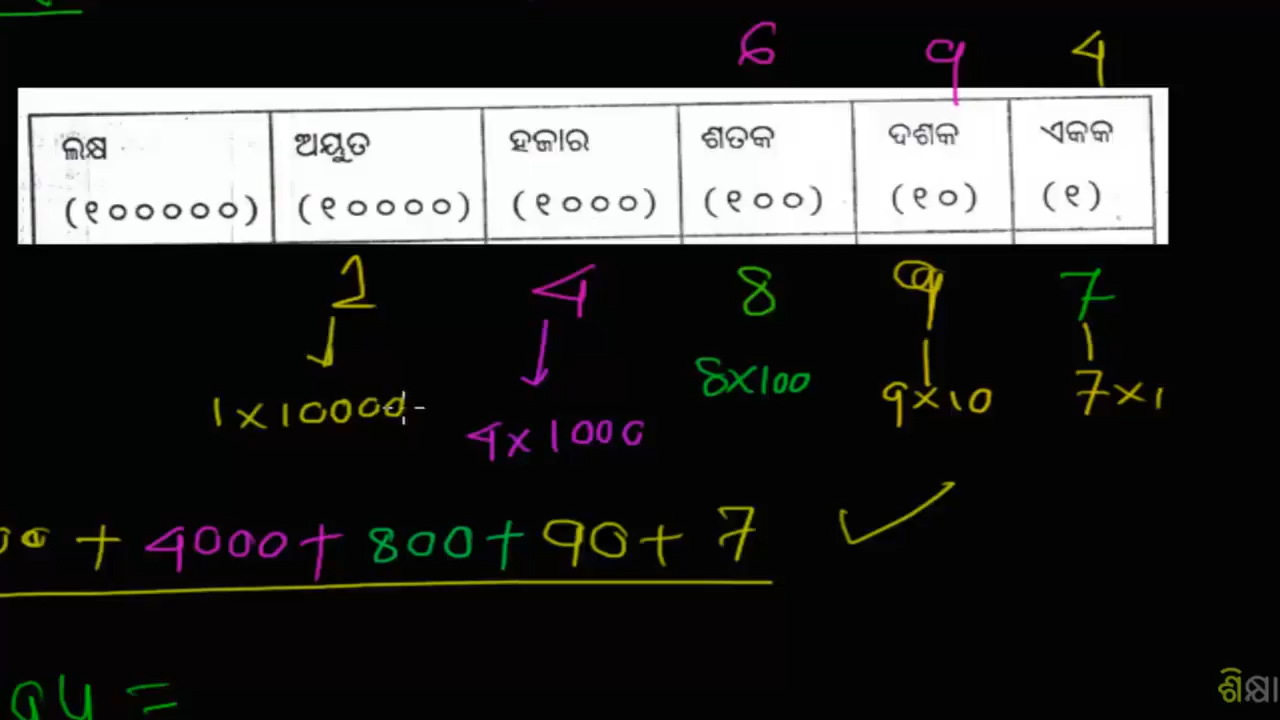 6 9 4
ଲକ୍ଷ ଅୟୁତ ହଜାର ଶତକ ଦଶକ ଏକକ
(୧୦୦୦୦୦) (୧୦୦୦୦) (୧୦୦୦) (୧୦୦) (୧୦) (୧)
1 4 8 9 7
1×10000 4×1000 8×100 9×10 7×1
00 + 4000 + 800 + 90 + 7
=
ଶିକ୍ଷା